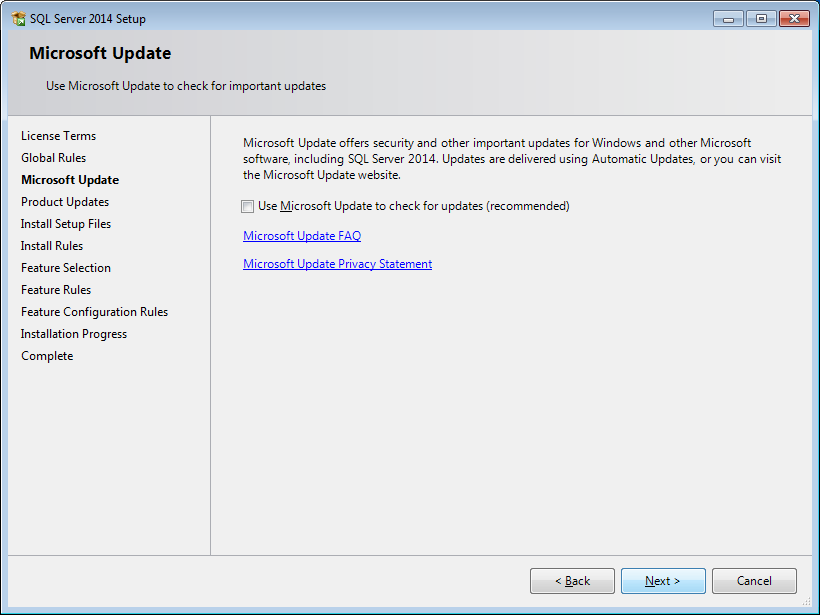 SQL Server 2014 Setup
Microsoft Update
Use Microsoft Update to check for important updates
License Terms
Global Rules
Microsoft Update
Product Updates
Install Setup Files
Install Rules
Feature Selection
Feature Rules
Feature Configuration Rules
Installation Progress
Complete
Microsoft Update offers security and other important updates for Windows and other Microsoft
software, including SQL Server 2014. Updates are delivered using Automatic Updates, or you can visit
the Microsoft Update website.
Use Microsoft Update to check for updates (recommended)
Microsoft Update FAQ
Microsoft Update Privacy Statement
< Back
Next >
Cancel